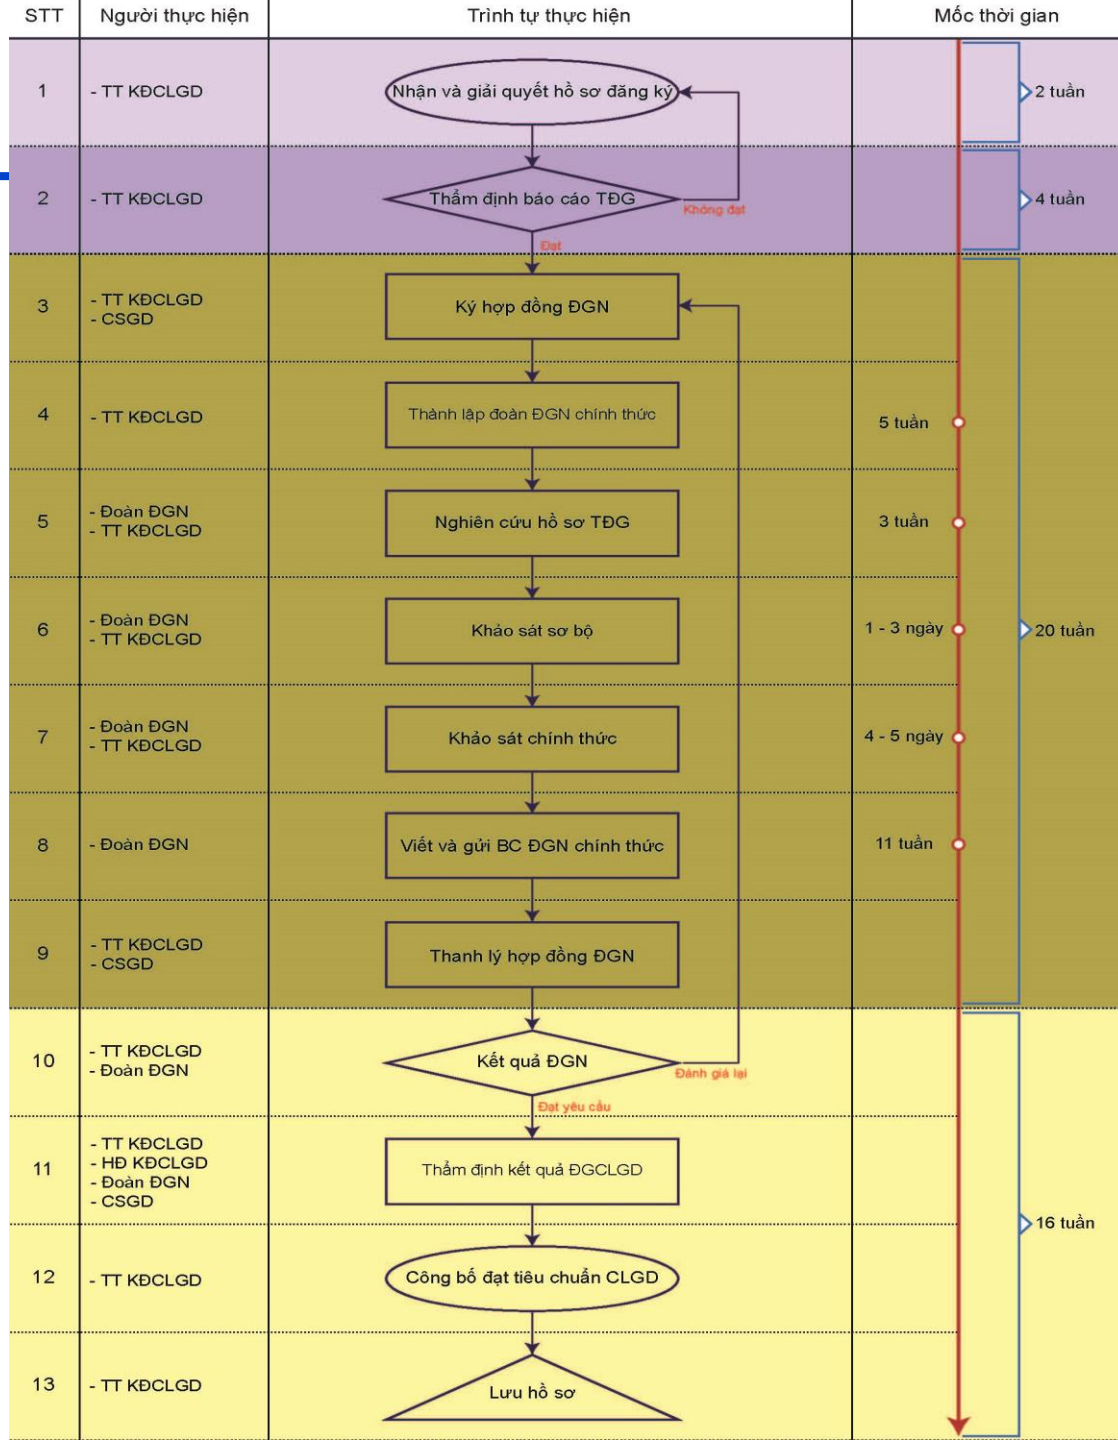 STT Người thực hiện Trình tự thực hiện Mốc thời gian
1 - TT KĐCLGD Nhận và giải quyết hồ sơ đăng ký 2 tuần
2 - TT KĐCLGD Thẩm định báo cáo TĐG 4 tuần
Không đạt
Đạt
3 - TT KĐCLGD
- CSGD
Ký hợp đồng ĐGN
4 - TT KĐCLGD Thành lập đoàn ĐGN chính thức 5 tuần
5 - Đoàn ĐGN
- TT KĐCLGD
Nghiên cứu hồ sơ TĐG 3 tuần
6 - Đoàn ĐGN
- TT KĐCLGD
Khảo sát sơ bộ 1 - 3 ngày 20 tuần
7 - Đoàn ĐGN
- TT KĐCLGD
Khảo sát chính thức 4 - 5 ngày
8 - Đoàn ĐGN Viết và gửi BC ĐGN chính thức 11 tuần
9 - TT KĐCLGD
- CSGD
Thanh lý hợp đồng ĐGN
10 - TT KĐCLGD
- Đoàn ĐGN
Kết quả ĐGN
Đánh giá lại
Đạt yêu cầu
11 - TT KĐCLGD
- HĐ KĐCLGD
- Đoàn ĐGN
- CSGD
Thẩm định kết quả ĐGCLGD
16 tuần
12 - TT KĐCLGD Công bố đạt tiêu chuẩn CLGD
13 - TT KĐCLGD Lưu hồ sơ